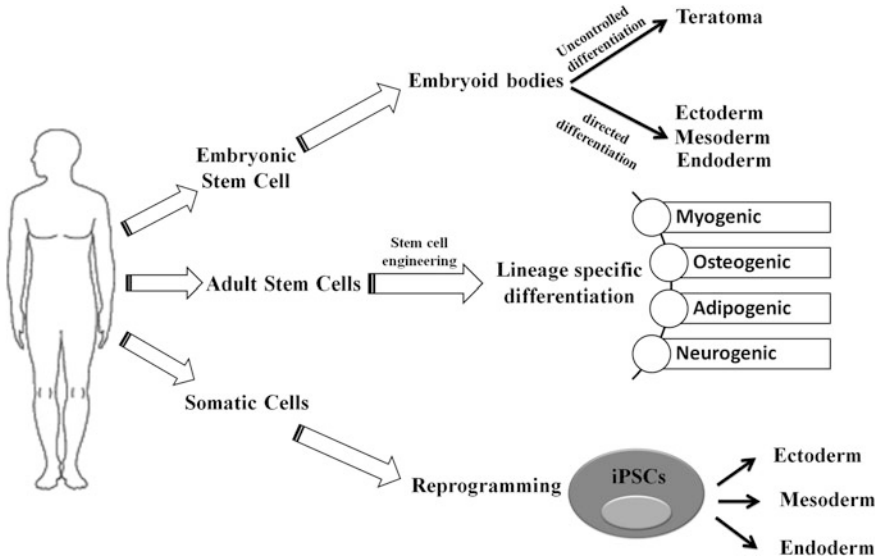 Uncontrolled
differentiation
Teratoma
Embryoid bodies
directed
differentiation
Ectoderm
Mesoderm
Endoderm
Embryonic
Stem Cell
Myogenic
Stem cell
engineering
Osteogenic
Adult Stem Cells
Lineage specific
differentiation
Adipogenic
Neurogenic
Somatic Cells
Reprogramming
iPSCs
Ectoderm
Mesoderm
Endoderm